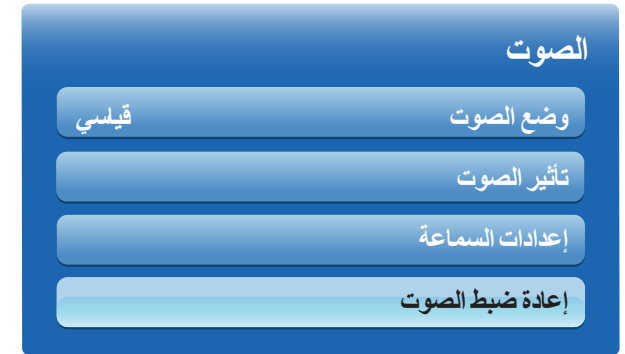 الصوت
وضع الصوت قياسي
تأثير الصوت
إعدادات السماعة
إعادة ضبط الصوت